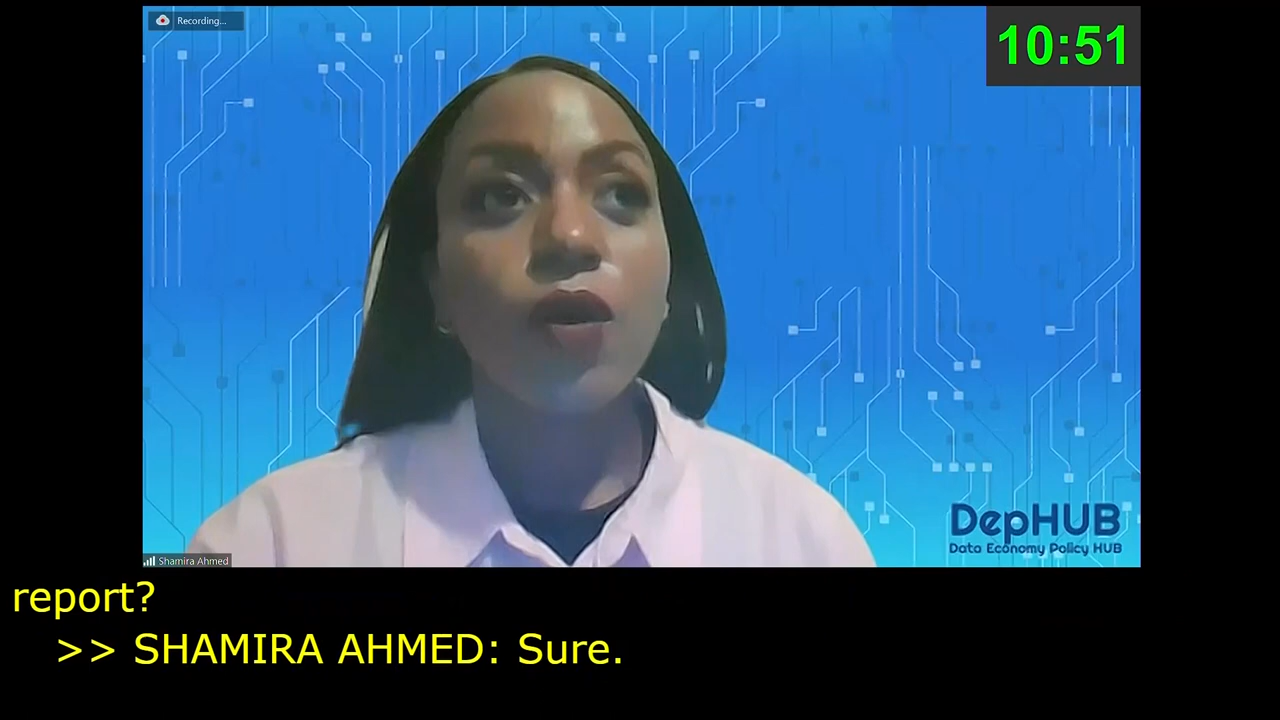 Recording...
10:51
DepHUB
Data Economy Policy HUB
Shamira Ahmed
report?
>> SHAMIRA AHMED: Sure.